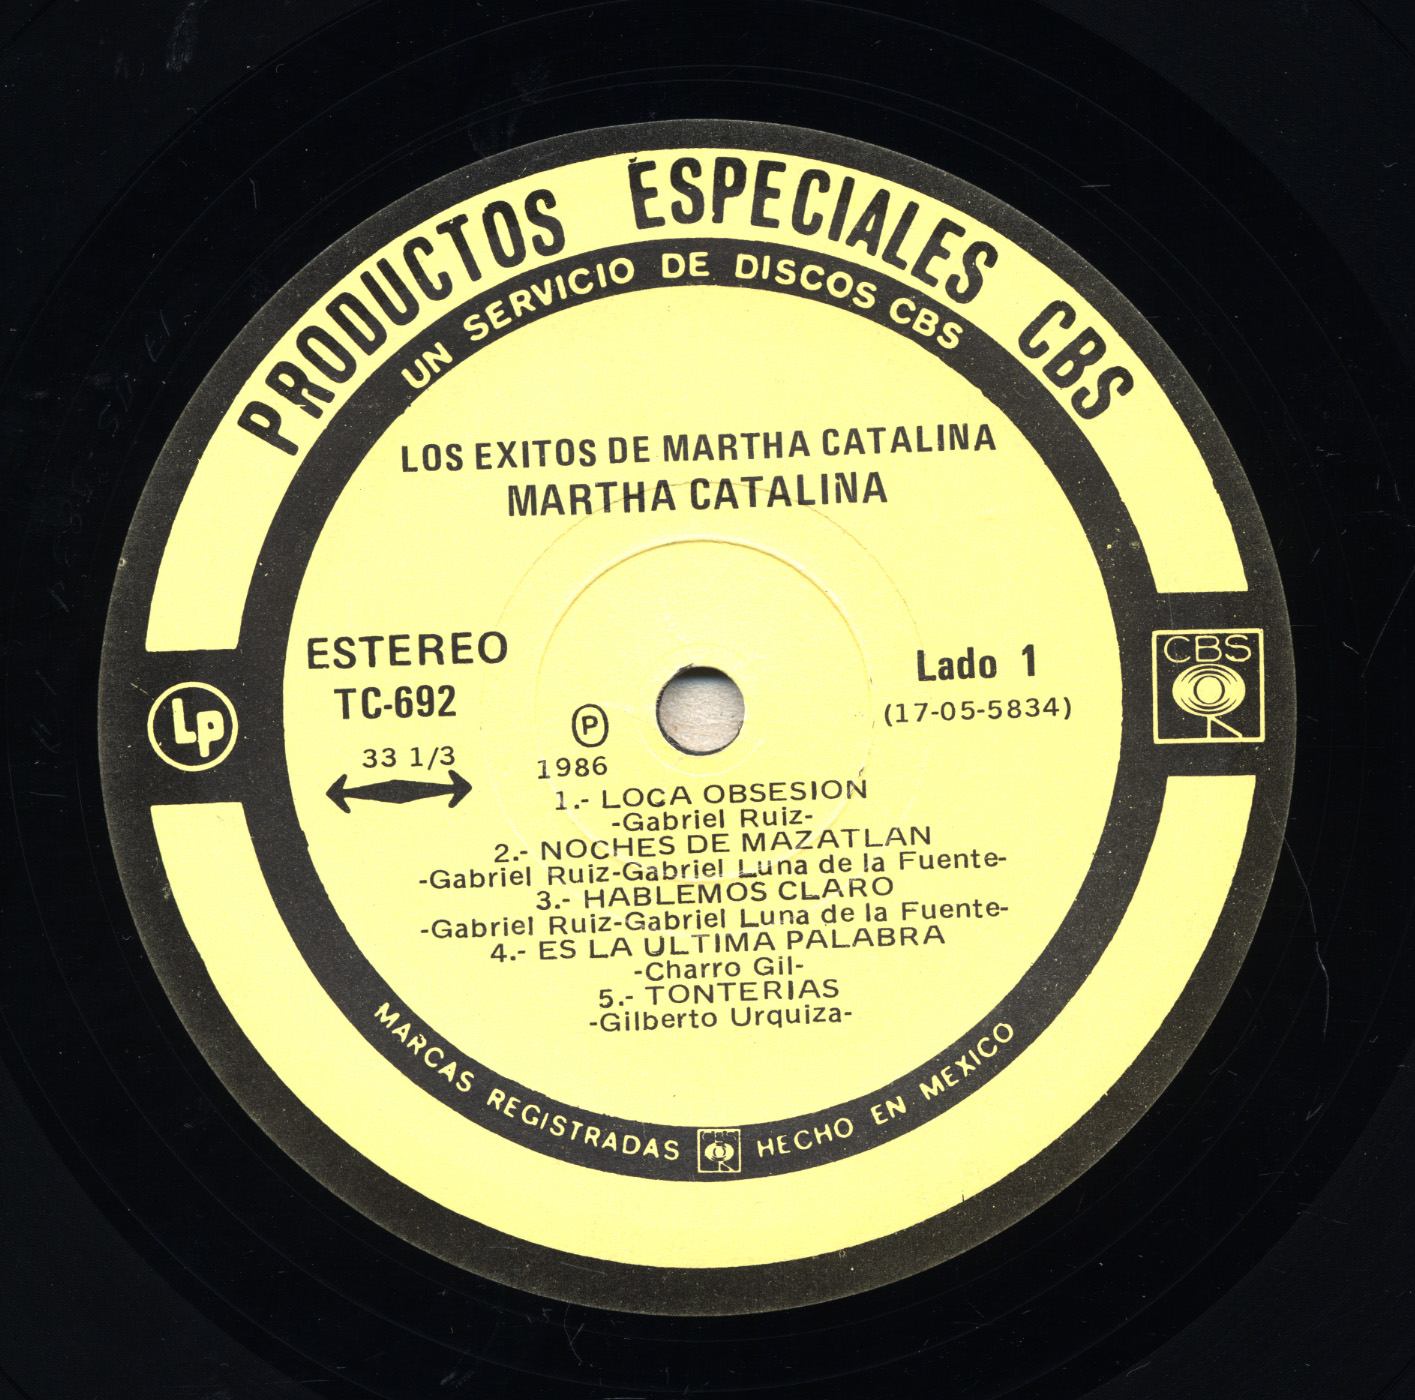 PRODUCTOS ESPECIALES CBS
UN SERVICIO DE DISCOS CBS
LOS EXITOS DE MARTHA CATALINA
MARTHA CATALINA
ESTEREO
TC-692
33 1/3
Lado 1
(17-05-5834)
LP
CBS
P
1986
1.- LOCA OBSESION
-Gabriel Ruiz-
2.- NOCHES DE MAZATLAN
-Gabriel Ruiz-Gabriel Luna de la Fuente-
3.- HABLEMOS CLARO
-Gabriel Ruiz-Gabriel Luna de la Fuente-
4.- ES LA ULTIMA PALABRA
-Charro Gil-
5.- TONTERIAS
-Gilberto Urquiza-
MARCAS REGISTRADAS CBS HECHO EN MEXICO